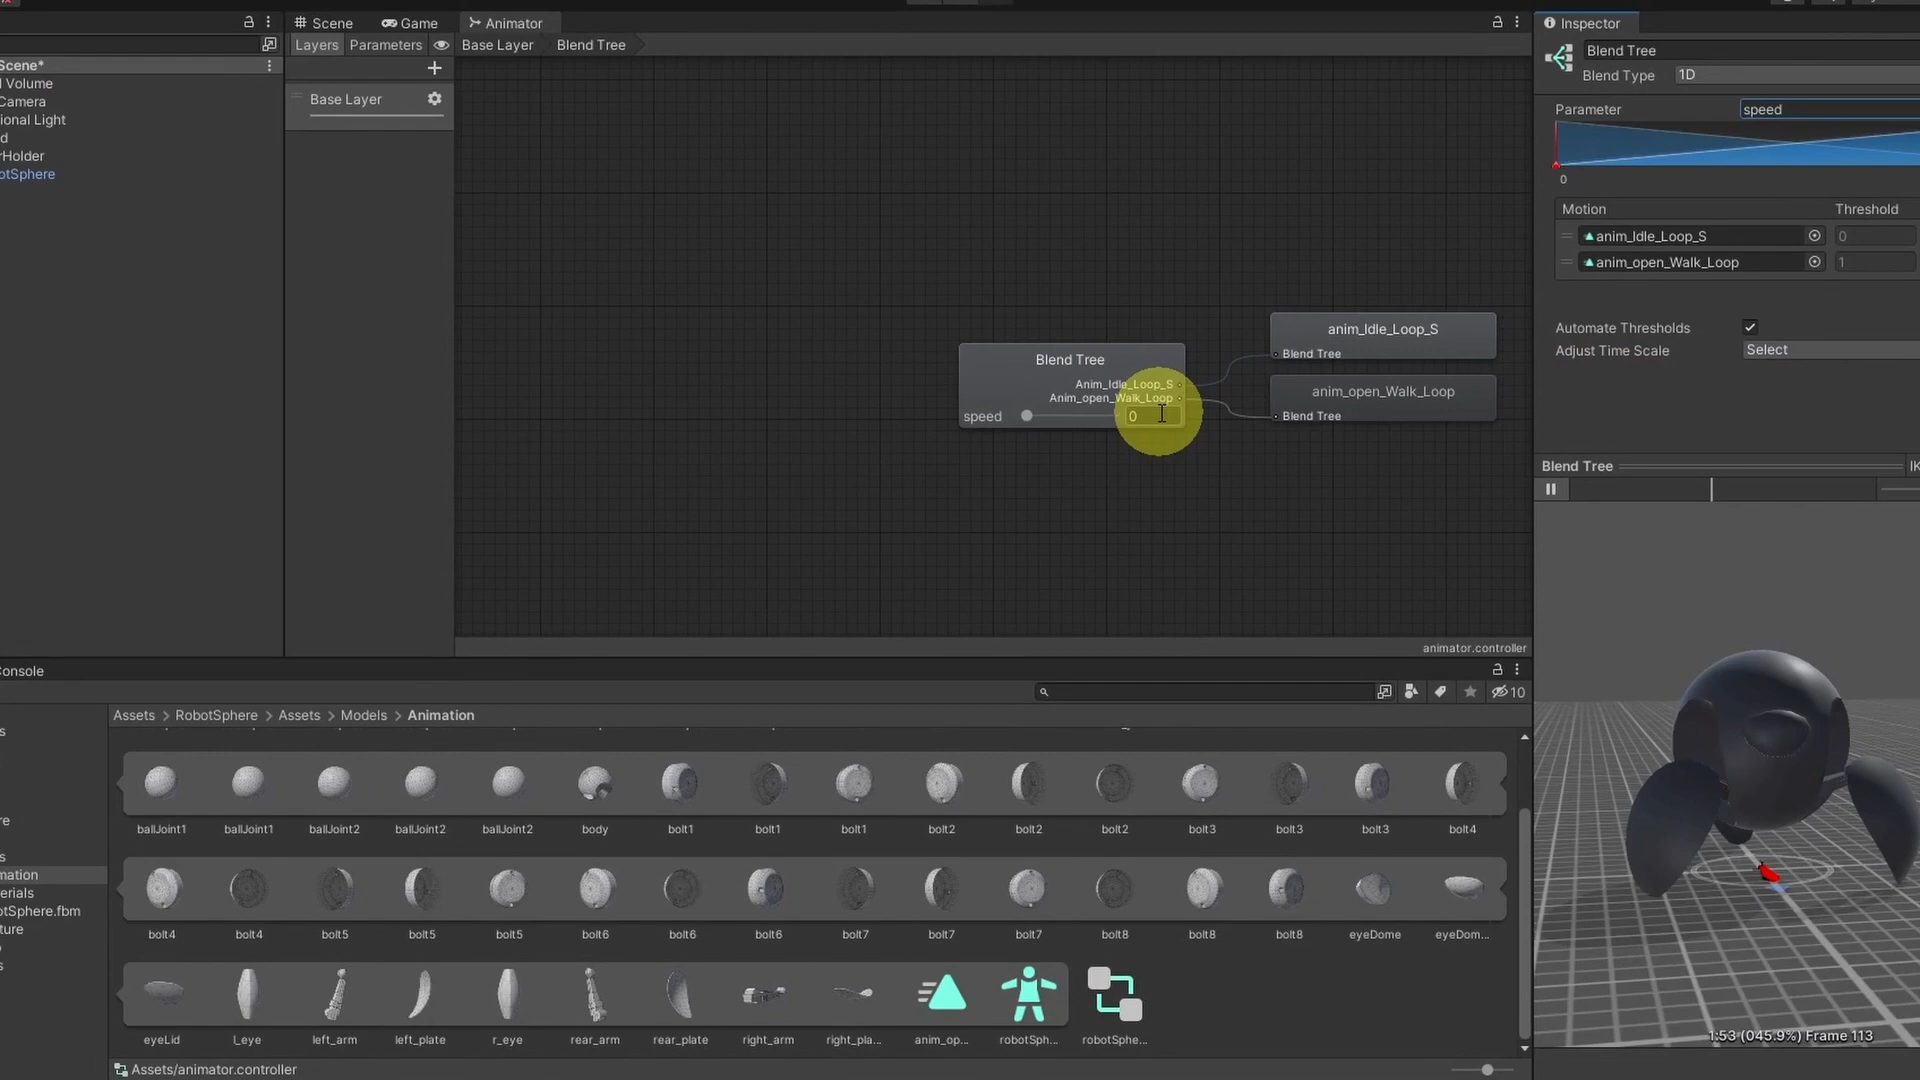 Scene
Game
Animator
Inspector
Layers
Parameters
Base Layer
Blend Tree
Scene*
l Volume
Camera
ional Light
d
rHolder
otSphere
Base Layer
Blend Tree
Anim_Idle_Loop_S
Anim_open_Walk_Loop
speed
0
anim_Idle_Loop_S
Blend Tree
anim_open_Walk_Loop
Blend Tree
animator.controller
Blend Tree
Blend Type
1D
Parameter
speed
0
Motion
Threshold
anim_Idle_Loop_S
0
anim_open_Walk_Loop
1
Automate Thresholds
Adjust Time Scale
Select
Blend Tree
IK
1:53 (045.9%) Frame 113
onsole
10
Assets > RobotSphere > Assets > Models > Animation
s
re
s
mation
erials
otSphere.fbm
ture
s
ballJoint1 ballJoint1 ballJoint2 ballJoint2 ballJoint2 body bolt1 bolt1 bolt1 bolt2 bolt2 bolt2 bolt3 bolt3 bolt3 bolt4
bolt4 bolt4 bolt5 bolt5 bolt5 bolt6 bolt6 bolt6 bolt7 bolt7 bolt7 bolt8 bolt8 bolt8 eyeDome eyeDom...
eyeLid l_eye left_arm left_plate r_eye rear_arm rear_plate right_arm right_pla... anim_op... robotSph... robotSphe...
Assets/animator.controller